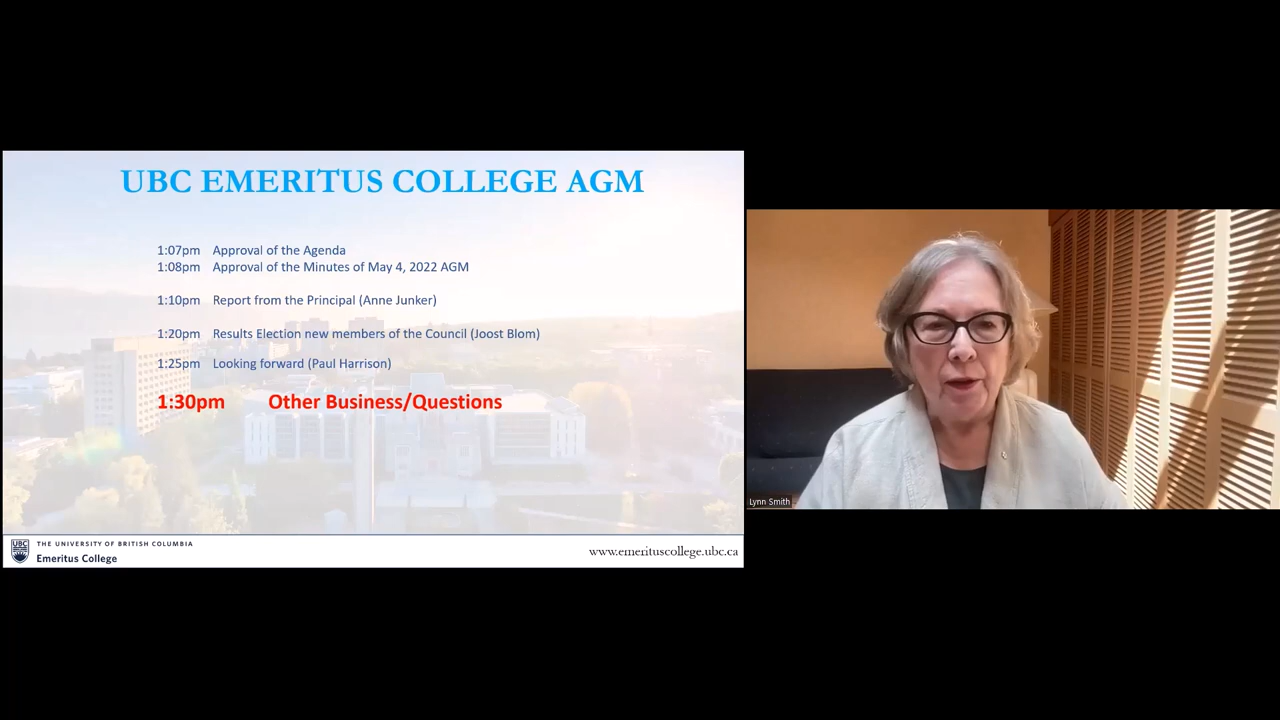 UBC EMERITUS COLLEGE AGM
1:07pm Approval of the Agenda
1:08pm Approval of the Minutes of May 4, 2022 AGM
1:10pm Report from the Principal (Anne Junker)
1:20pm Results Election new members of the Council (Joost Blom)
1:25pm Looking forward (Paul Harrison)
1:30pm Other Business/Questions
UBC
THE UNIVERSITY OF BRITISH COLUMBIA
Emeritus College
www.emerituscollege.ubc.ca
Lynn Smith